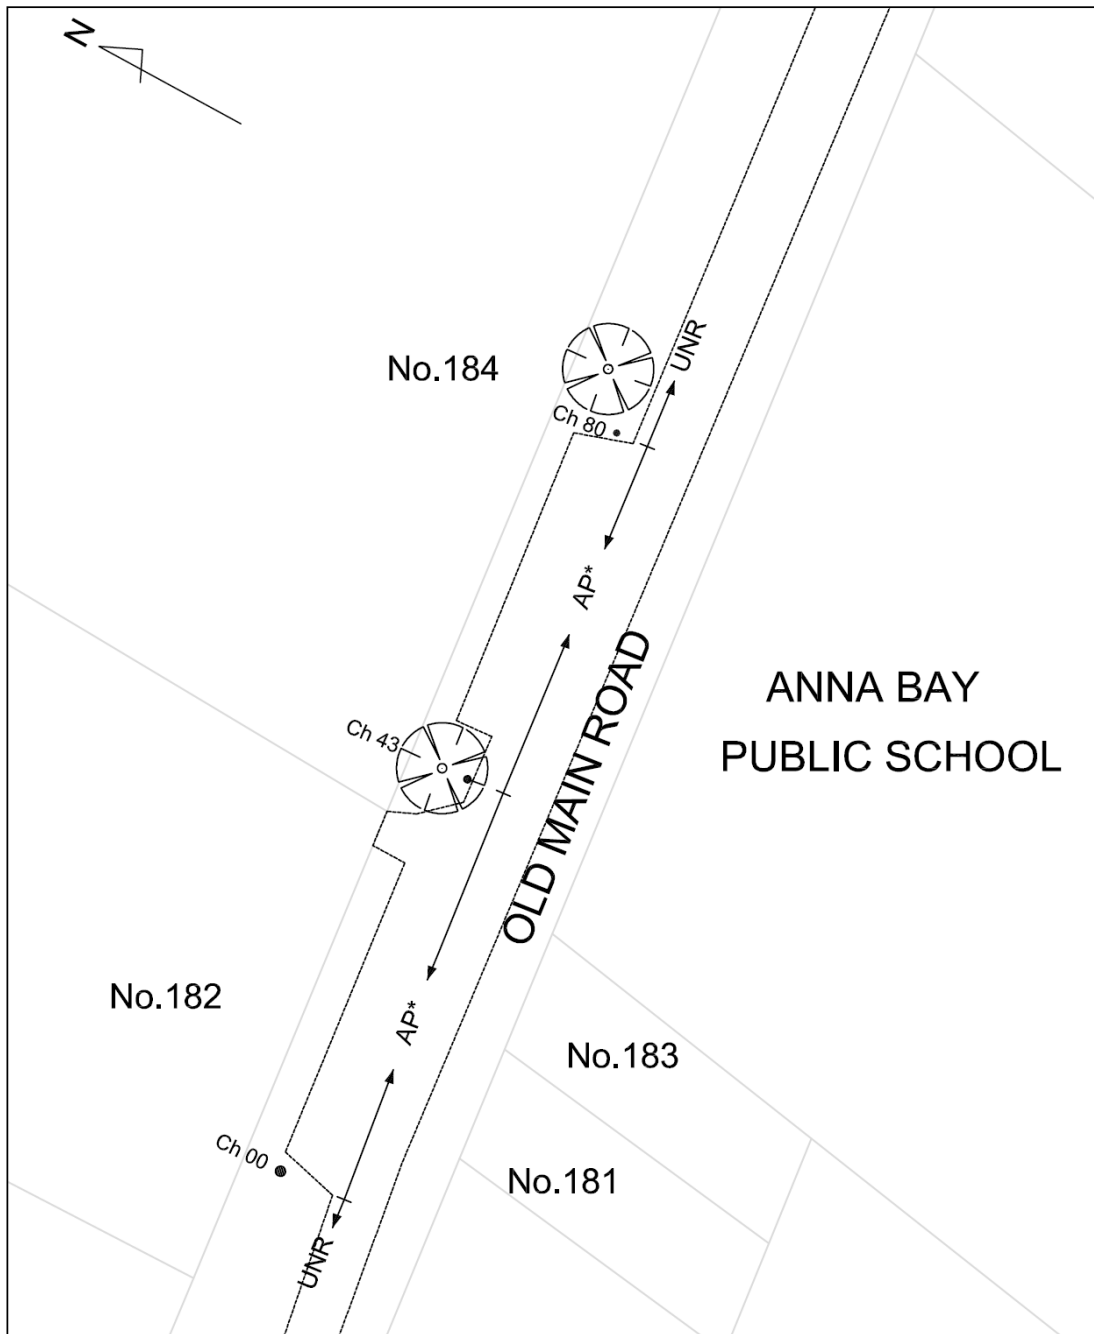 N
UNR
No.184
Ch 80
AP*
OLD MAIN ROAD
ANNA BAY
PUBLIC SCHOOL
Ch 43
No.182
AP*
No.183
Ch 00
No.181
UNR